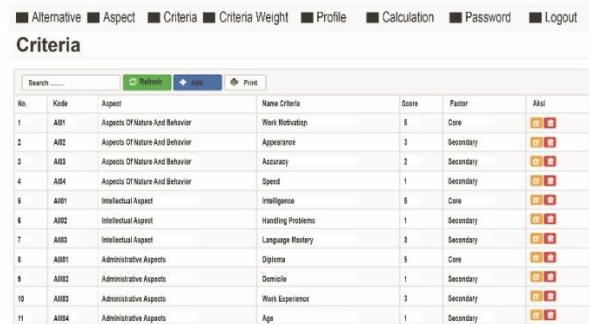 Alternative Aspect Criteria Criteria Weight Profile Calculation Password Logout
Criteria
Search ....... Refresh Add Print
No. Kode Aspect Name Criteria Score Factor Aksi
1 AI01 Aspects Of Nature And Behavior Work Motivation 5 Core
2 AI02 Appearance 3 Secondary
3 AI03 Aspects Of Nature And Behavior Accuracy 2 Secondary
4 AI04 Aspects Of Nature And Behavior Speed 1 Secondary
5 AII01 Intellectual Aspect Intelligence 5 Core
6 AII02 Intellectual Aspect Handling Problems 1 Secondary
7 AII03 Intellectual Aspect Language Mastery 3 Secondary
8 AIII01 Administrative Aspects Diploma 5 Core
9 AIII02 Administrative Aspects Domicile 1 Secondary
10 AIII03 Administrative Aspects Work Experience 3 Secondary
11 AIII04 Administrative Aspects Age 1 Secondary